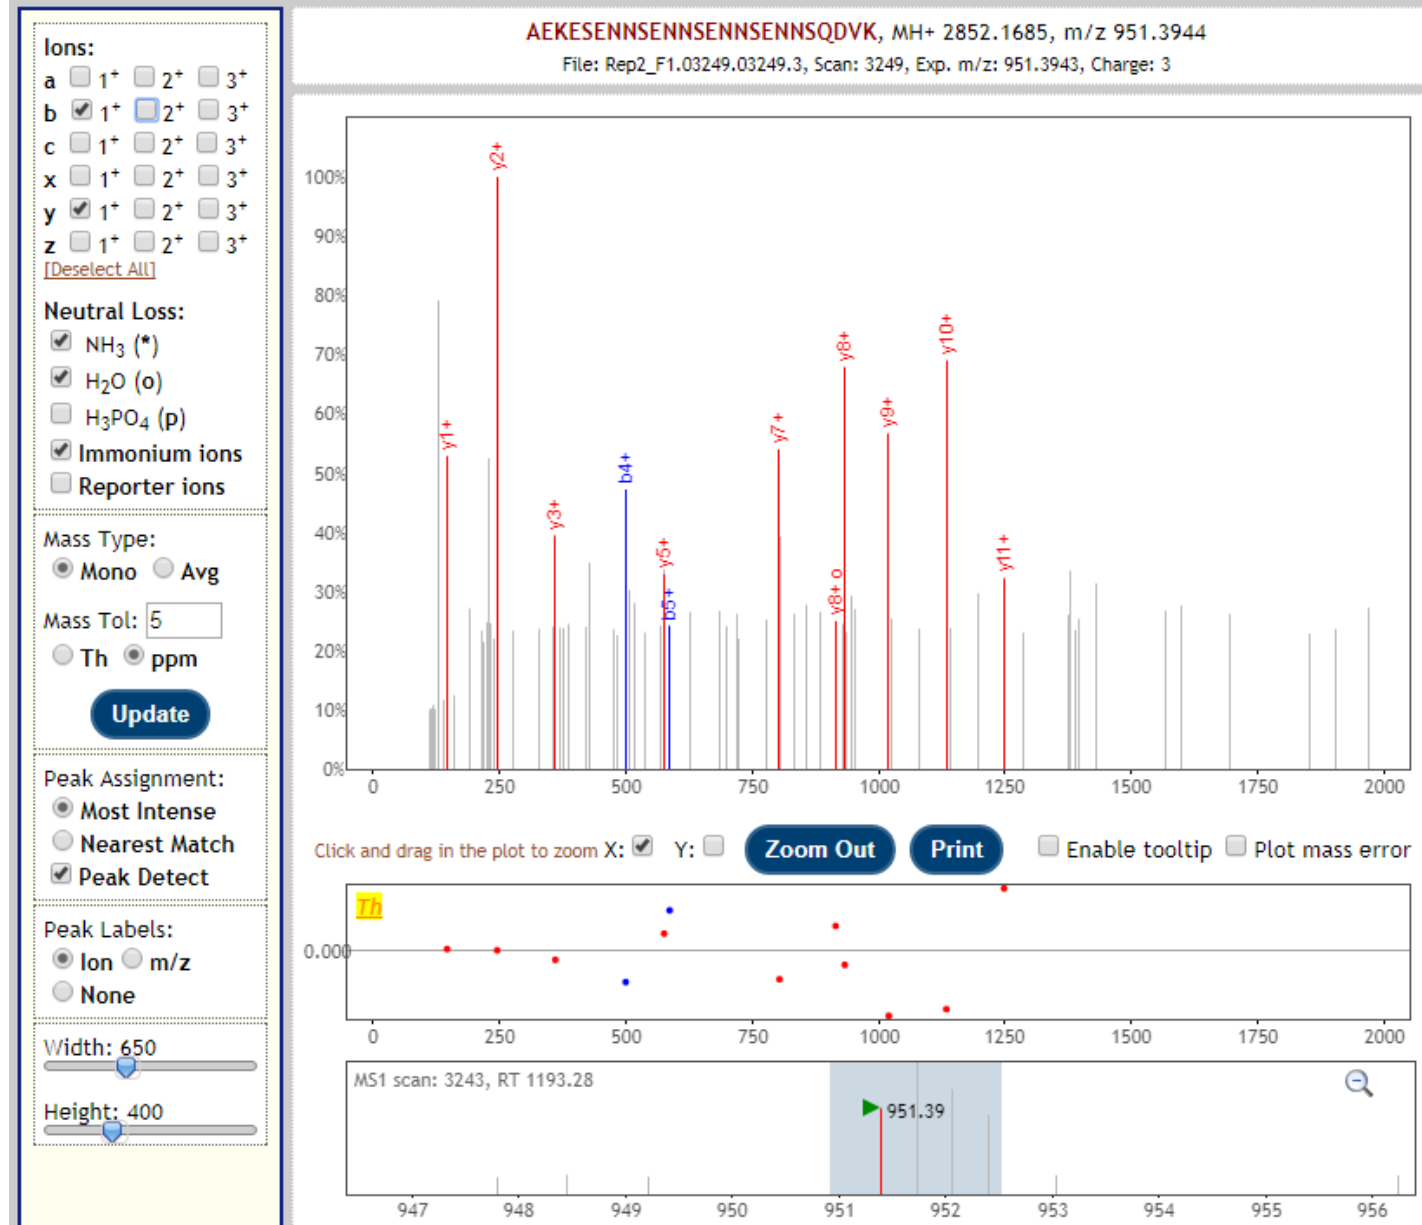 Ions:
a 1+ 2+ 3+
b 1+ 2+ 3+
c 1+ 2+ 3+
x 1+ 2+ 3+
y 1+ 2+ 3+
z 1+ 2+ 3+
[Deselect All]
Neutral Loss:
NH3 (*)
H2O (o)
H3PO4 (p)
Immonium ions
Reporter ions
Mass Type:
Mono Avg
Mass Tol: 5
Th ppm
Update
Peak Assignment:
Most Intense
Nearest Match
Peak Detect
Peak Labels:
Ion m/z
None
Width: 650
Height: 400
AEKESENNSENNSENNSENNSQDVK, MH+ 2852.1685, m/z 951.3944
File: Rep2_F1.03249.03249.3, Scan: 3249, Exp. m/z: 951.3943, Charge: 3
100%
90%
80%
70%
60%
50%
40%
30%
20%
10%
0%
y1+
y2+
y3+
b4+
y5+
b5+
y7+
y8+ o
y8+
y9+
y10+
y11+
0 250 500 750 1000 1250 1500 1750 2000
Click and drag in the plot to zoom X: Y: Zoom Out Print Enable tooltip Plot mass error
Th
0.000
0 250 500 750 1000 1250 1500 1750 2000
MS1 scan: 3243, RT 1193.28
951.39
947 948 949 950 951 952 953 954 955 956